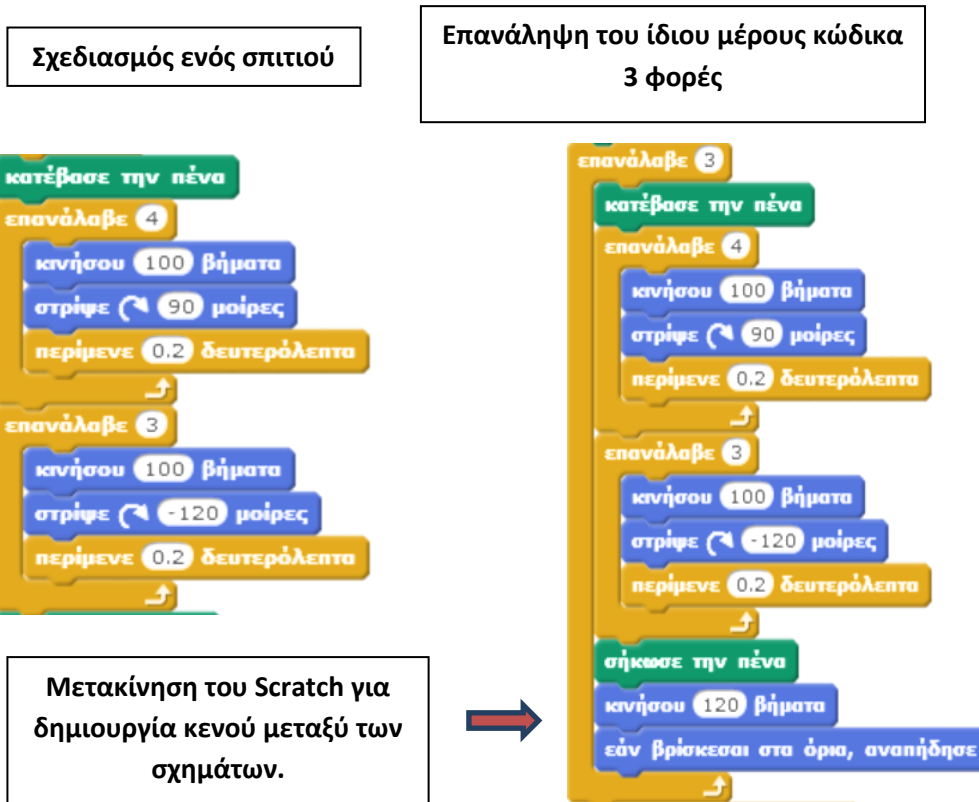 Σχεδιασμός ενός σπιτιού
Επανάληψη του ίδιου μέρους κώδικα
3 φορές
κατέβασε την πένα
επανάλαβε 4
κινήσου 100 βήματα
στρίψε 90 μοίρες
περίμενε 0.2 δευτερόλεπτα
επανάλαβε 3
κινήσου 100 βήματα
στρίψε -120 μοίρες
περίμενε 0.2 δευτερόλεπτα
Μετακίνηση του Scratch για
δημιουργία κενού μεταξύ των
σχημάτων.
επανάλαβε 3
κατέβασε την πένα
επανάλαβε 4
κινήσου 100 βήματα
στρίψε 90 μοίρες
περίμενε 0.2 δευτερόλεπτα
επανάλαβε 3
κινήσου 100 βήματα
στρίψε -120 μοίρες
περίμενε 0.2 δευτερόλεπτα
σήκωσε την πένα
κινήσου 120 βήματα
εάν βρίσκεσαι στα όρια, αναπήδησε